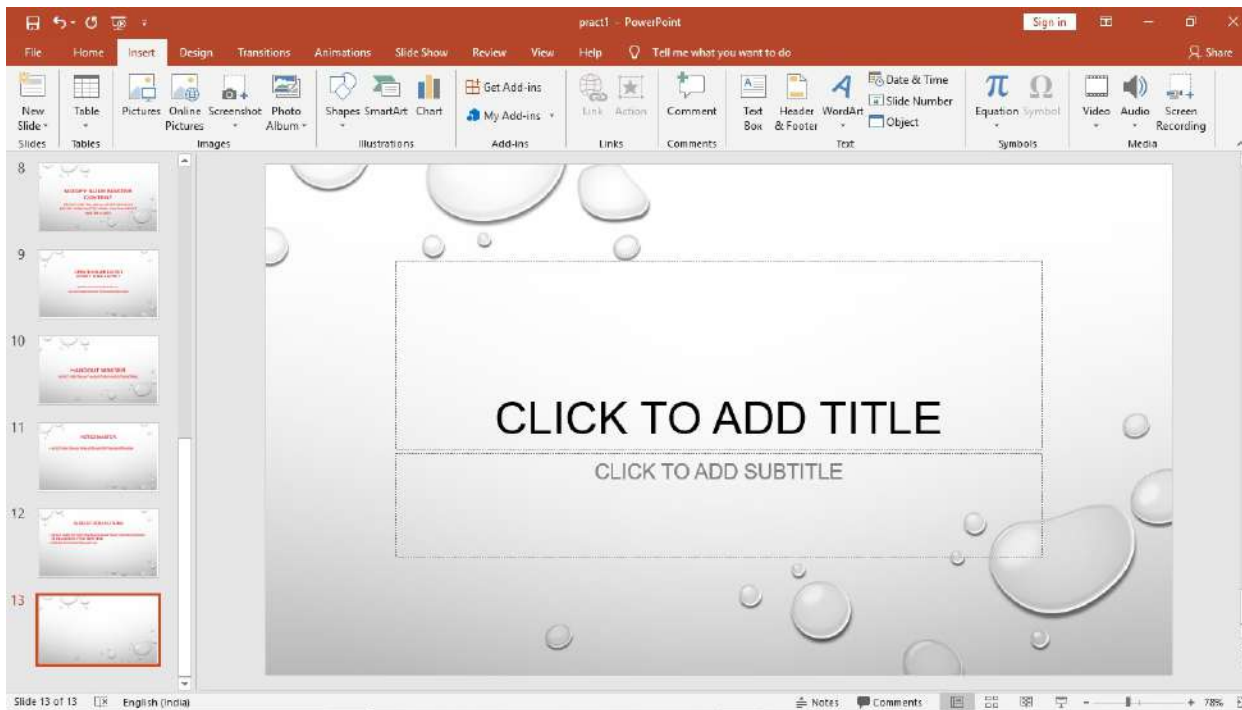 pract1 - PowerPoint
Sign in
File Home Insert Design Transitions Animations Slide Show Review View Help Tell me what you want to do Share
New Slide
Table
Pictures
Online Pictures
Screenshot
Photo Album
Shapes
SmartArt
Chart
Get Add-ins
My Add-ins
Link
Action
Comment
Text Box
Header & Footer
WordArt
Date & Time
Slide Number
Object
Equation
Symbol
Video
Audio
Screen Recording
Slides Tables Images Illustrations Add-ins Links Comments Text Symbols Media
8
9
10
HANDOUT MASTER
11
12
13
CLICK TO ADD TITLE
CLICK TO ADD SUBTITLE
Slide 13 of 13 English (India) Notes Comments 78%